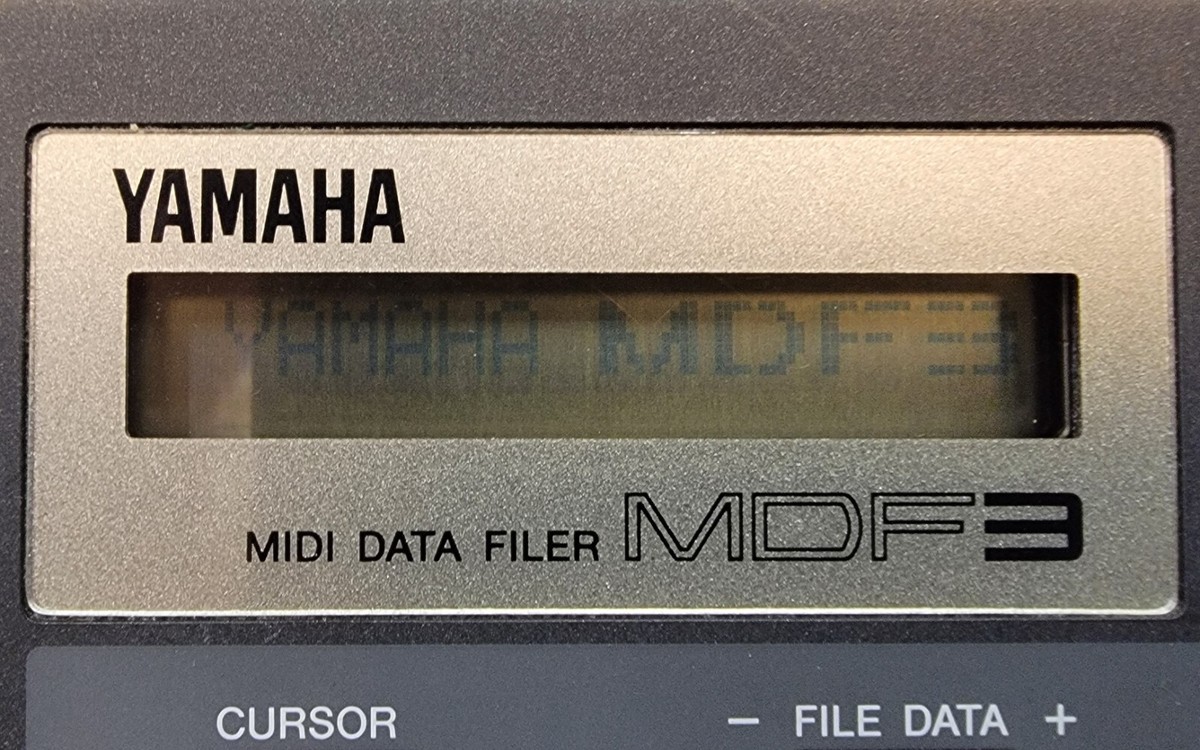 YAMAHA
YAMAHA MDF3
MIDI DATA FILER MDF3
CURSOR − FILE DATA +